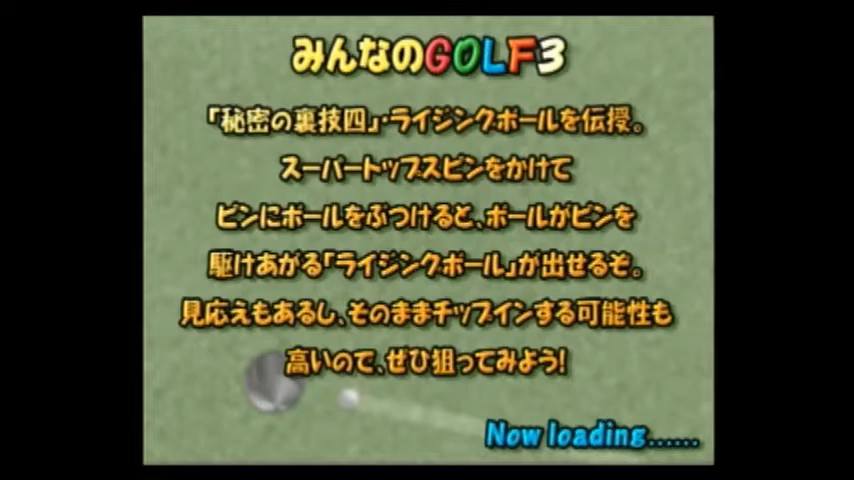 みんなのGOLF3
「秘密の裏技四」・ライジングボールを伝授。
スーパートップスピンをかけて
ピンにボールをぶつけると、ボールがピンを
駆けあがる「ライジングボール」が出せるぞ。
見応えもあるし、そのままチップインする可能性も
高いので、ぜひ狙ってみよう!
Now loading......